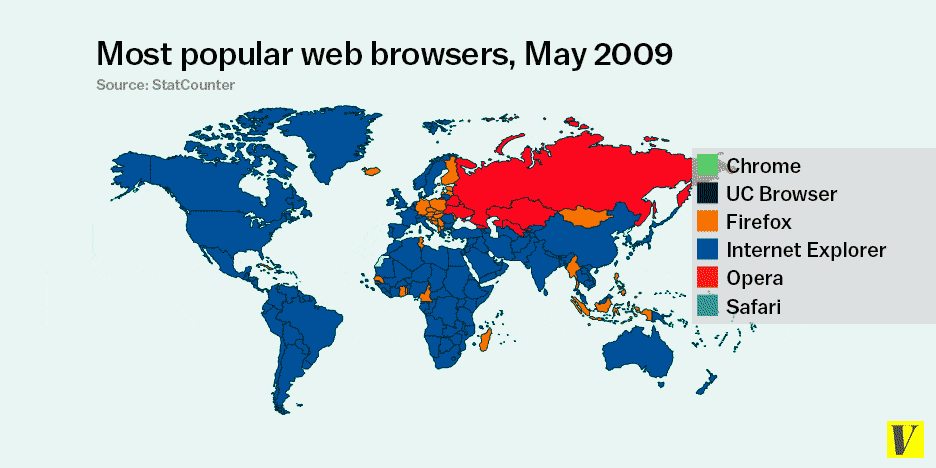 Most popular web browsers, May 2009
Source: StatCounter
Chrome
UC Browser
Firefox
Internet Explorer
Opera
Safari
V